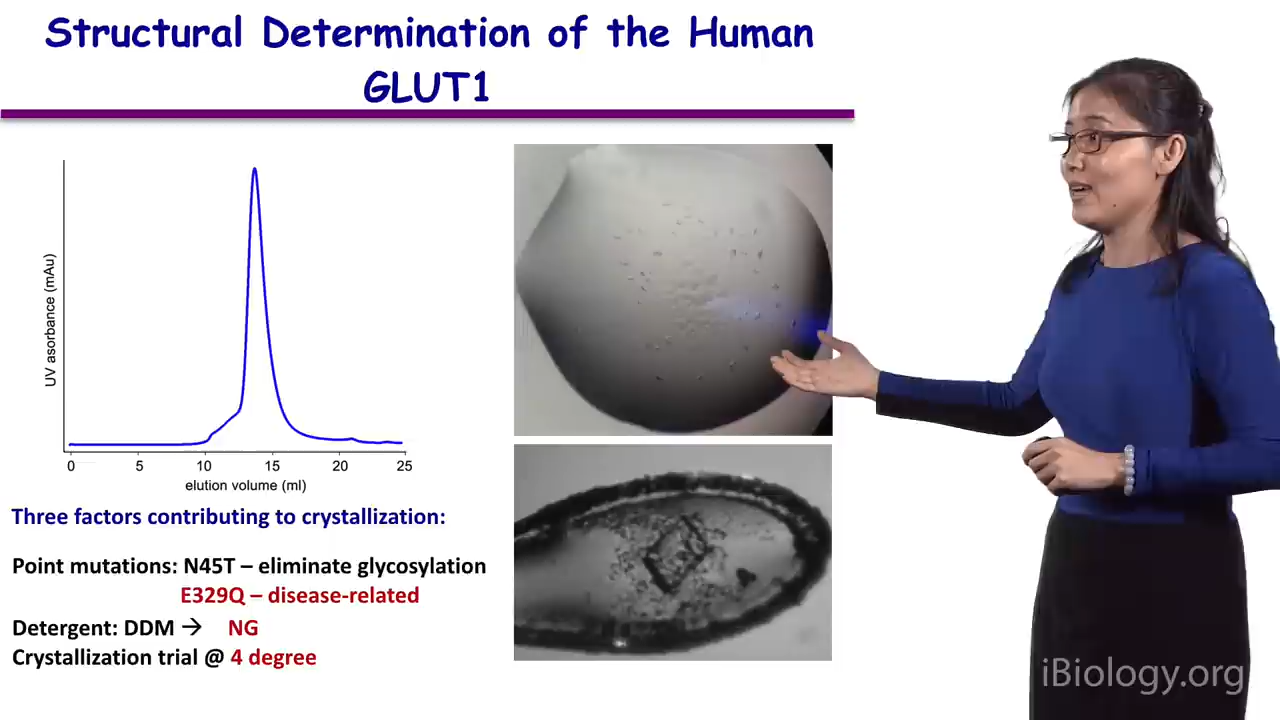 Structural Determination of the Human
GLUT1
UV asorbance (mAu)
0 5 10 15 20 25
elution volume (ml)
Three factors contributing to crystallization:
Point mutations: N45T – eliminate glycosylation
E329Q – disease-related
Detergent: DDM → NG
Crystallization trial @ 4 degree
iBiology.org